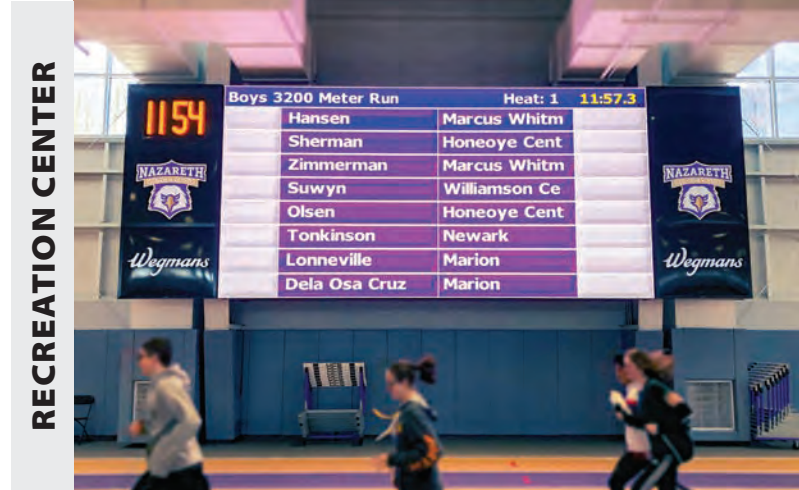 RECREATION CENTER
1154
NAZARETH
Wegmans
Boys 3200 Meter Run Heat: 1 11:57.3
Hansen Marcus Whitm
Sherman Honeoye Cent
Zimmerman Marcus Whitm
Suwyn Williamson Ce
Olsen Honeoye Cent
Tonkinson Newark
Lonneville Marion
Dela Osa Cruz Marion
NAZARETH
Wegmans